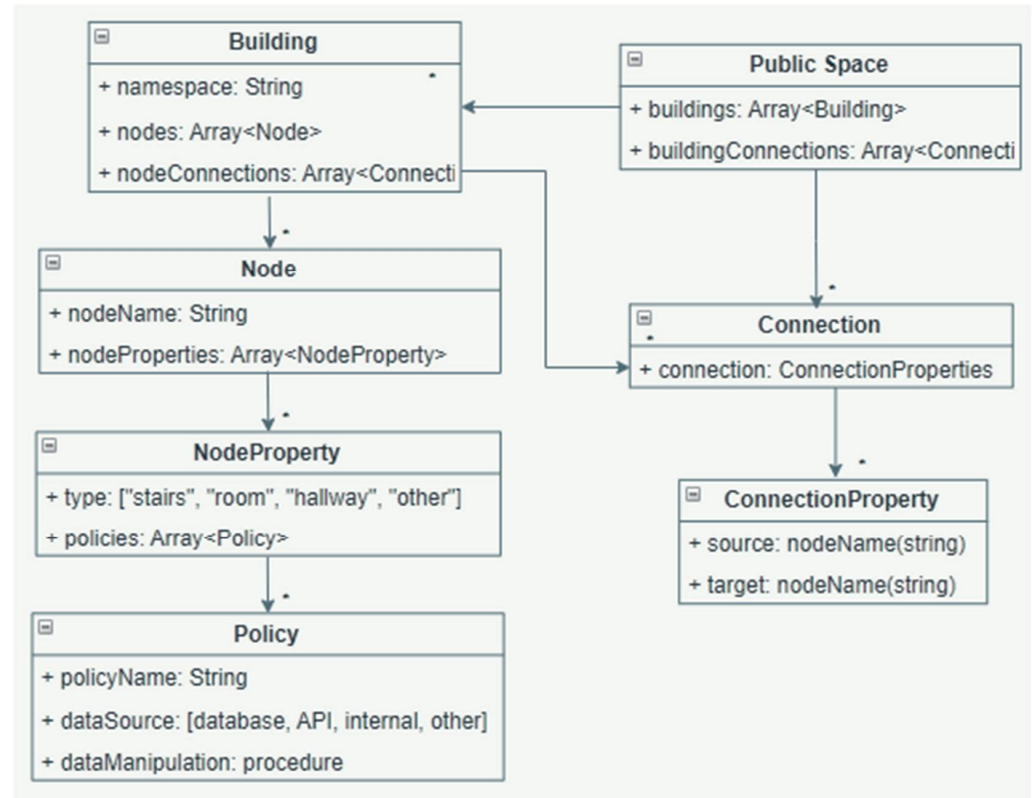 Building
+ namespace: String
+ nodes: Array<Node>
+ nodeConnections: Array<Connecti
Public Space
+ buildings: Array<Building>
+ buildingConnections: Array<Connecti
*
*
Node
+ nodeName: String
+ nodeProperties: Array<NodeProperty>
*
Connection
*
+ connection: ConnectionProperties
*
NodeProperty
+ type: ["stairs", "room", "hallway", "other"]
+ policies: Array<Policy>
*
*
ConnectionProperty
+ source: nodeName(string)
+ target: nodeName(string)
*
Policy
+ policyName: String
+ dataSource: [database, API, internal, other]
+ dataManipulation: procedure